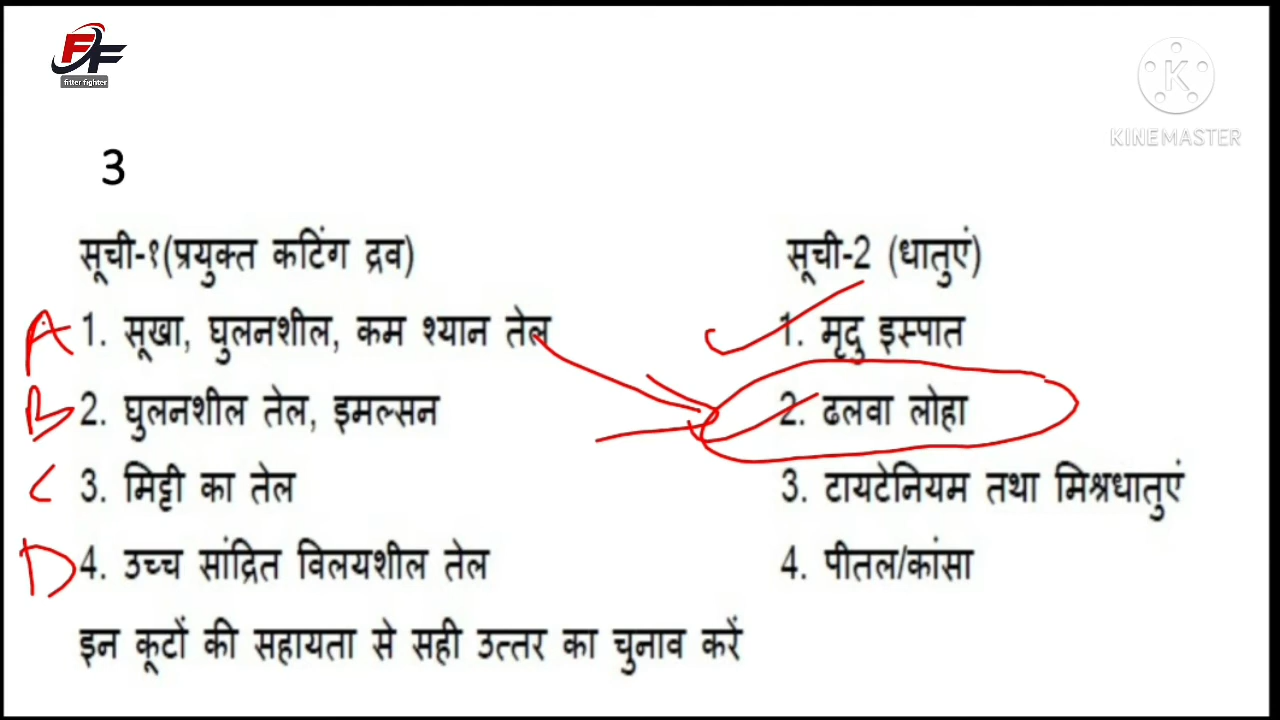 FF
fitter fighter
K
KINEMASTER
3
सूची-१(प्रयुक्त कटिंग द्रव) सूची-2 (धातुएं)
A 1. सूखा, घुलनशील, कम श्यान तेल 1. मृदु इस्पात
B 2. घुलनशील तेल, इमल्सन 2. ढलवा लोहा
C 3. मिट्टी का तेल 3. टायटेनियम तथा मिश्रधातुएं
D 4. उच्च सांद्रित विलयशील तेल 4. पीतल/कांसा
इन कूटों की सहायता से सही उत्तर का चुनाव करें